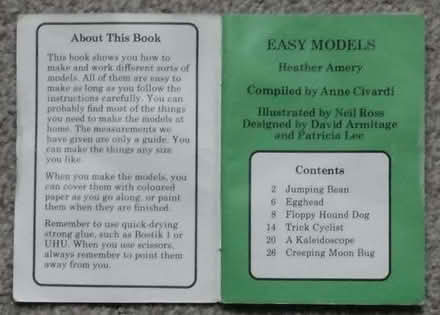 About This Book
This book shows you how
to make and work different sorts of
models. All of them are easy to
make as long as you follow the
instructions carefully. You can
probably find most of the things
you need to make the models at
home. The measurements we
have given are only a guide. You
can make the things any size
you like.
When you make the models, you
can cover them with coloured
paper as you go along, or paint
them when they are finished.
Remember to use quick-drying
strong glue, such as Bostik 1 or
UHU. When you use scissors,
always remember to point them
away from you.
EASY MODELS
Heather Amery
Compiled by Anne Civardi
Illustrated by Neil Ross
Designed by David Armitage
and Patricia Lee
Contents
2 Jumping Bean
6 Egghead
8 Floppy Hound Dog
14 Trick Cyclist
20 A Kaleidoscope
26 Creeping Moon Bug